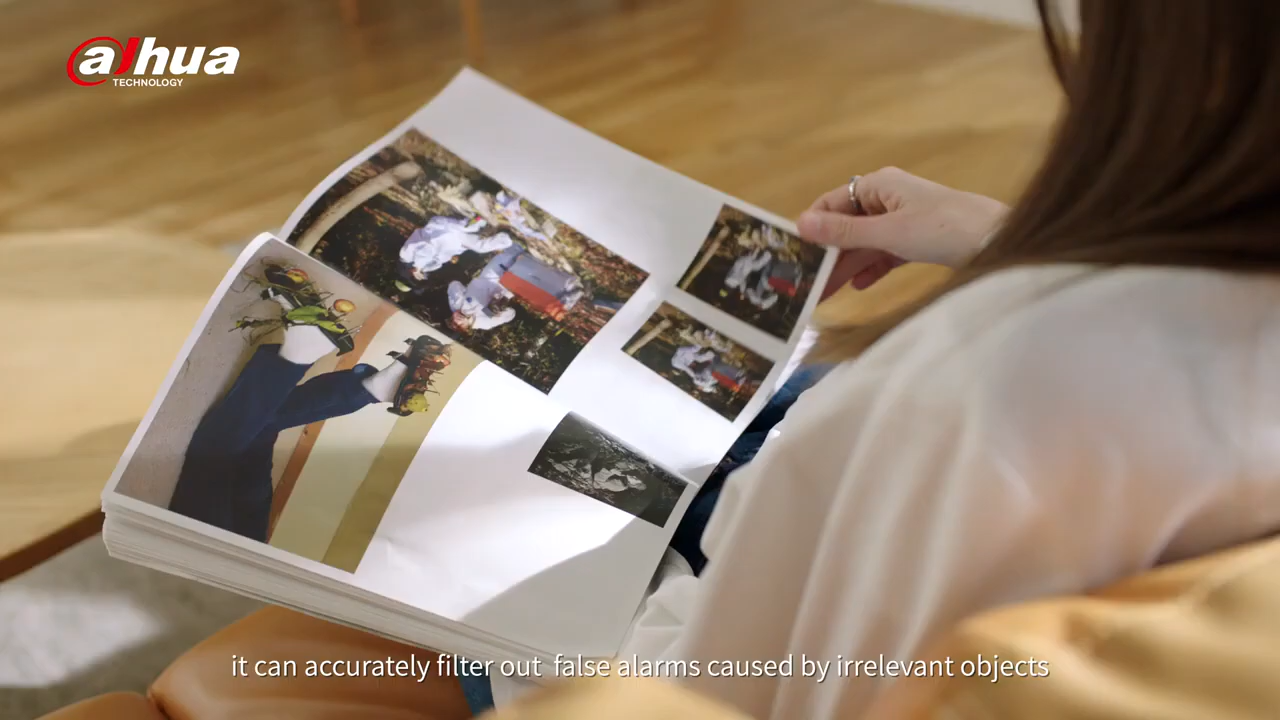 alhua
TECHNOLOGY
it can accurately filter out  false alarms caused by irrelevant objects